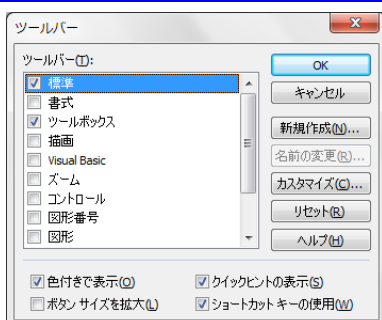 ツールバー
ツールバー(T):
標準
書式
ツールボックス
描画
Visual Basic
ズーム
コントロール
図形番号
図形
OK
キャンセル
新規作成(N)...
名前の変更(R)...
カスタマイズ(C)...
リセット(R)
ヘルプ(H)
色付きで表示(O)
クイックヒントの表示(S)
ボタン サイズを拡大(L)
ショートカット キーの使用(W)